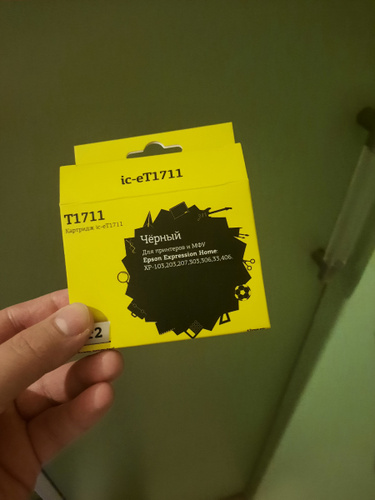 ic-eT1711
T1711
Картридж ic-eT1711
Чёрный
Для принтеров и МФУ
Epson Expression Home:
XP-103,203,207,303,306,33,406.